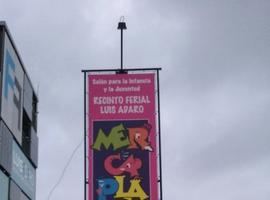 Salón para la Infancia
y la Juventud
RECINTO FERIAL
LUIS ADARO
MER
CA
PLA